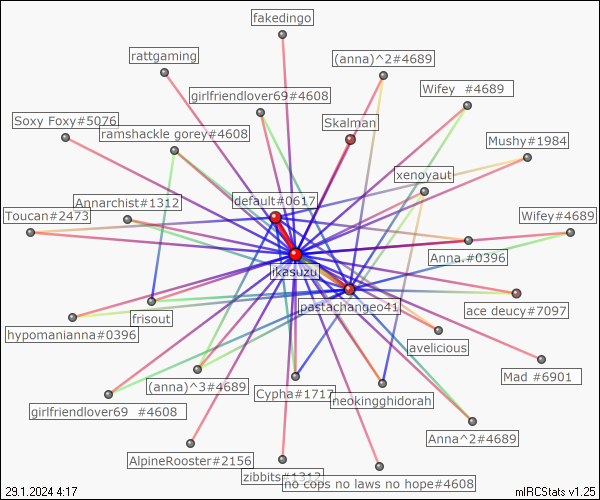 fakedingo
rattgaming
(anna)^2#4689
girlfriendlover69#4608
Wifey  #4689
Soxy Foxy#5076
Skalman
ramshackle gorey#4608
Mushy#1984
xenoyaut
Annarchist#1312
default#0617
Toucan#2473
Wifey#4689
Anna.#0396
ikasuzu
pastachangeo41
ace deucy#7097
frisout
hypomanianna#0396
avelicious
Mad #6901
(anna)^3#4689
Cypha#1717
neokingghidorah
girlfriendlover69  #4608
Anna^2#4689
AlpineRooster#2156
zibbits#1312
no cops no laws no hope#4608
29.1.2024 4:17
mIRCStats v1.25